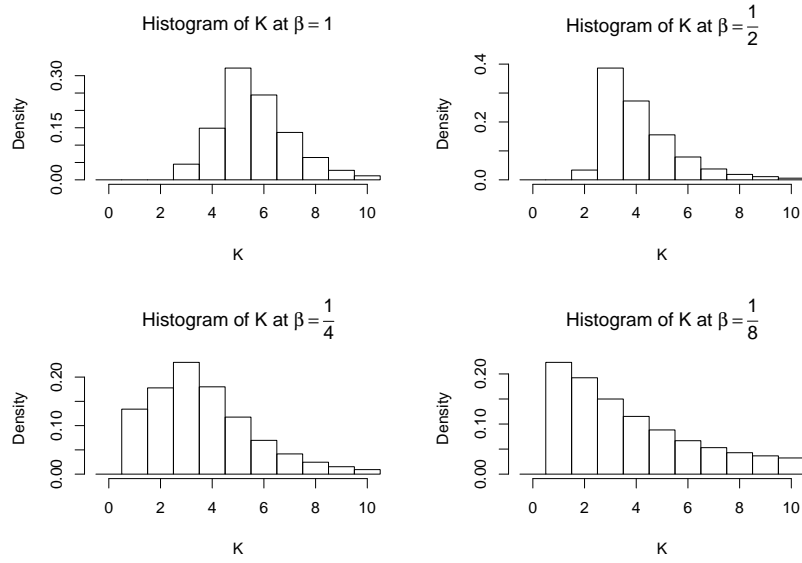 Histogram of K at β = 1
Density
0.00
0.15
0.30
0 2 4 6 8 10
K
Histogram of K at β = 1/2
Density
0.0
0.2
0.4
0 2 4 6 8 10
K
Histogram of K at β = 1/4
Density
0.00
0.10
0.20
0 2 4 6 8 10
K
Histogram of K at β = 1/8
Density
0.00
0.10
0.20
0 2 4 6 8 10
K